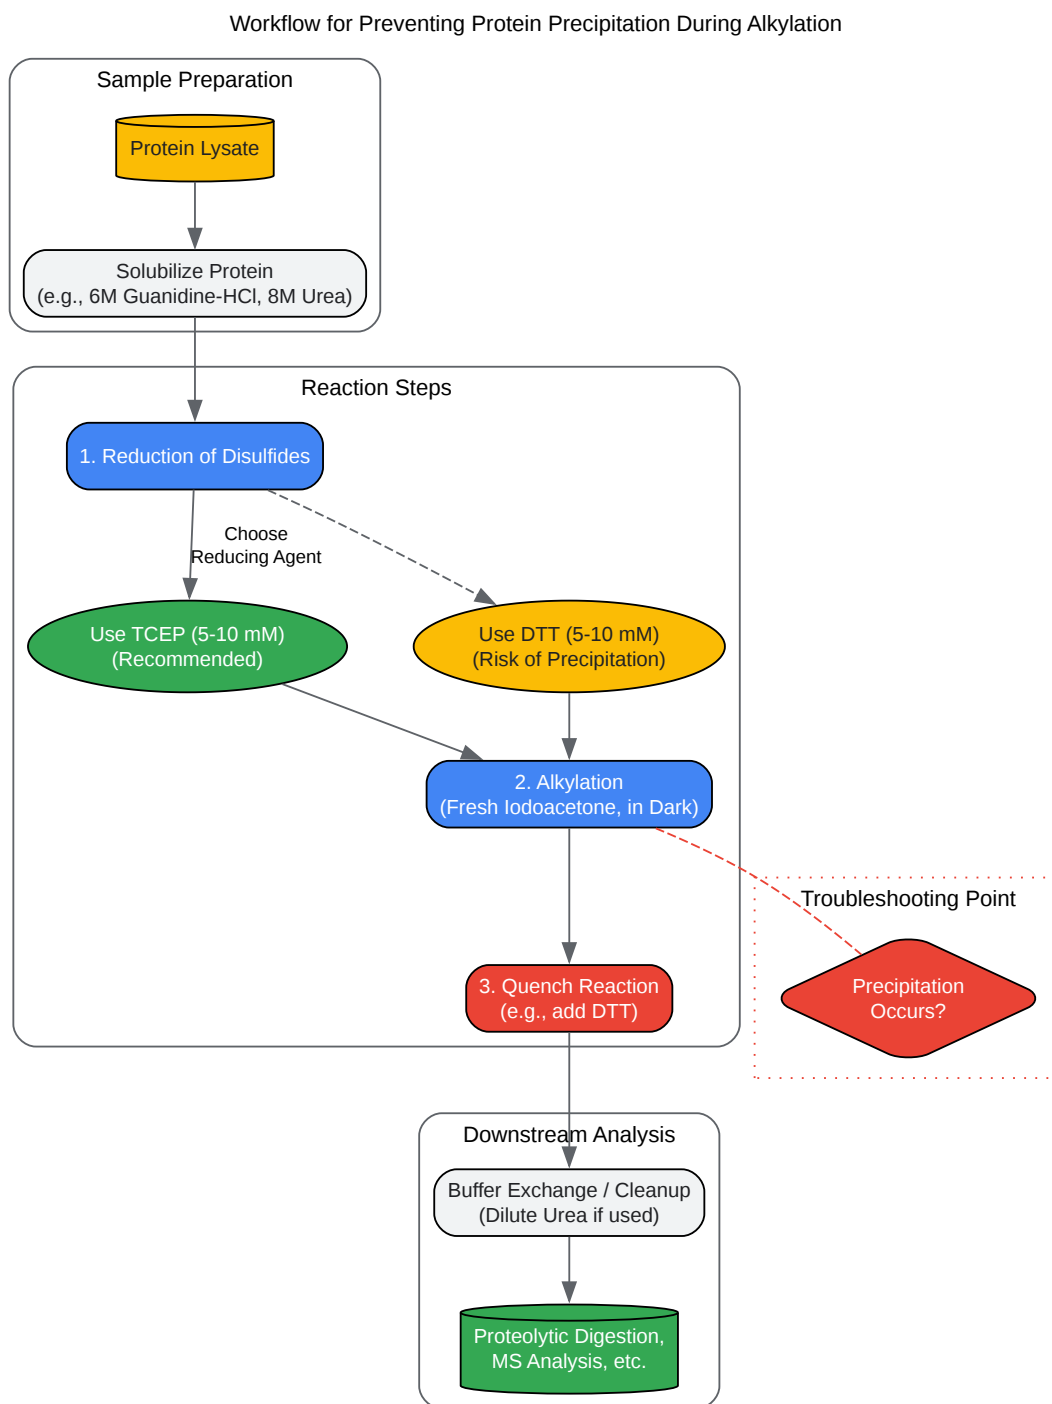 Workflow for Preventing Protein Precipitation During Alkylation
Sample Preparation
Protein Lysate
Solubilize Protein
(e.g., 6M Guanidine-HCl, 8M Urea)
Reaction Steps
1. Reduction of Disulfides
Choose
Reducing Agent
Use TCEP (5-10 mM)
(Recommended)
Use DTT (5-10 mM)
(Risk of Precipitation)
2. Alkylation
(Fresh Iodoacetone, in Dark)
Troubleshooting Point
Precipitation
Occurs?
3. Quench Reaction
(e.g., add DTT)
Downstream Analysis
Buffer Exchange / Cleanup
(Dilute Urea if used)
Proteolytic Digestion,
MS Analysis, etc.